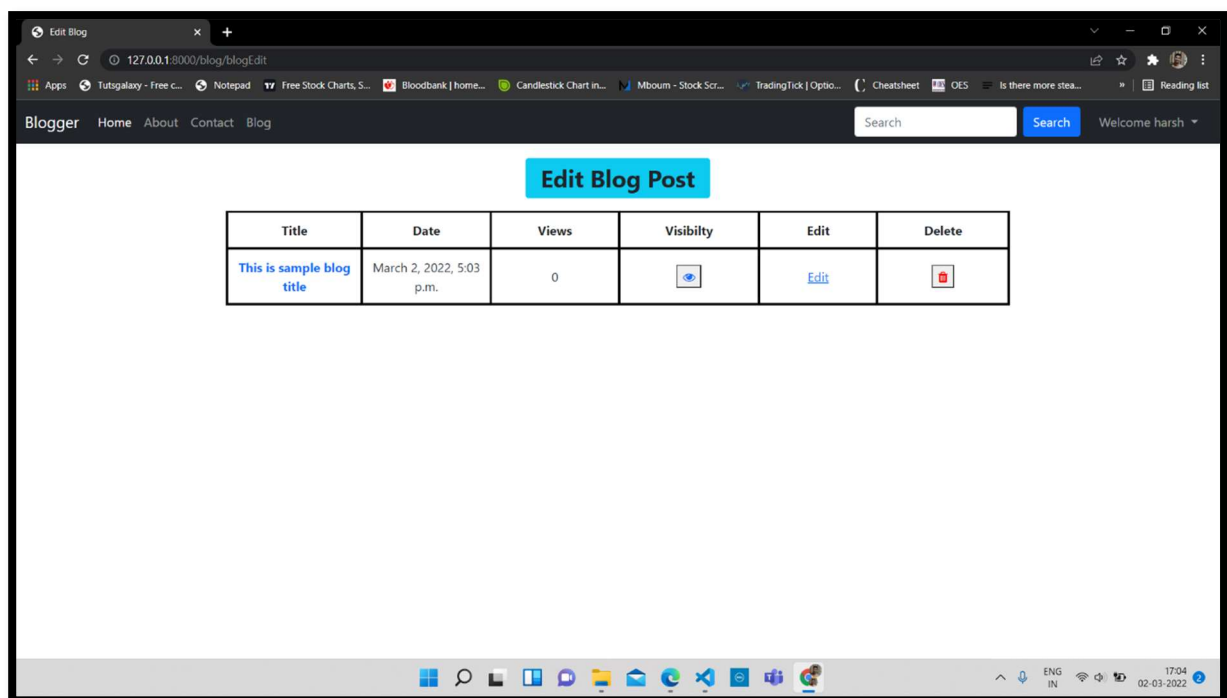 Edit Blog
127.0.0.1:8000/blog/blogEdit
Apps Tutsgalaxy - Free c... Notepad Free Stock Charts, S... Bloodbank | home... Candlestick Chart in... Mboum - Stock Scr... TradingTick | Optio... Cheatsheet OES Is there more stea... » Reading list
Blogger Home About Contact Blog Search Search Welcome harsh
Edit Blog Post
Title Date Views Visibilty Edit Delete
This is sample blog March 2, 2022, 5:03 0 Edit
title p.m.
ENG 17:04
IN 02-03-2022 2